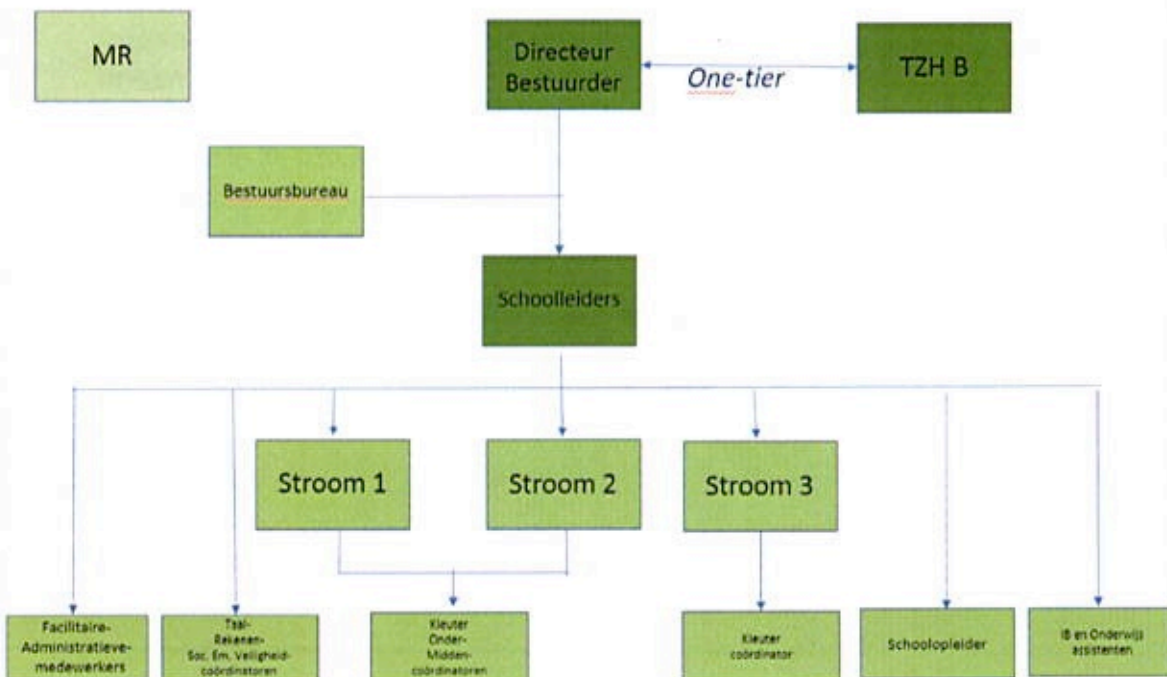 MR
Directeur
Bestuurder
One-tier
TZH B
Bestuursbureau
Schoolleiders
Stroom 1
Stroom 2
Stroom 3
Facilitaire-
Administratieve-
medewerkers
Taal-
Rekenen-
Soc. Em. Veiligheid-
coördinatoren
Kleuter
Onder-
Midden-
coördinatoren
Kleuter
coördinator
Schoolopleider
IB en Onderwijs
assistenten